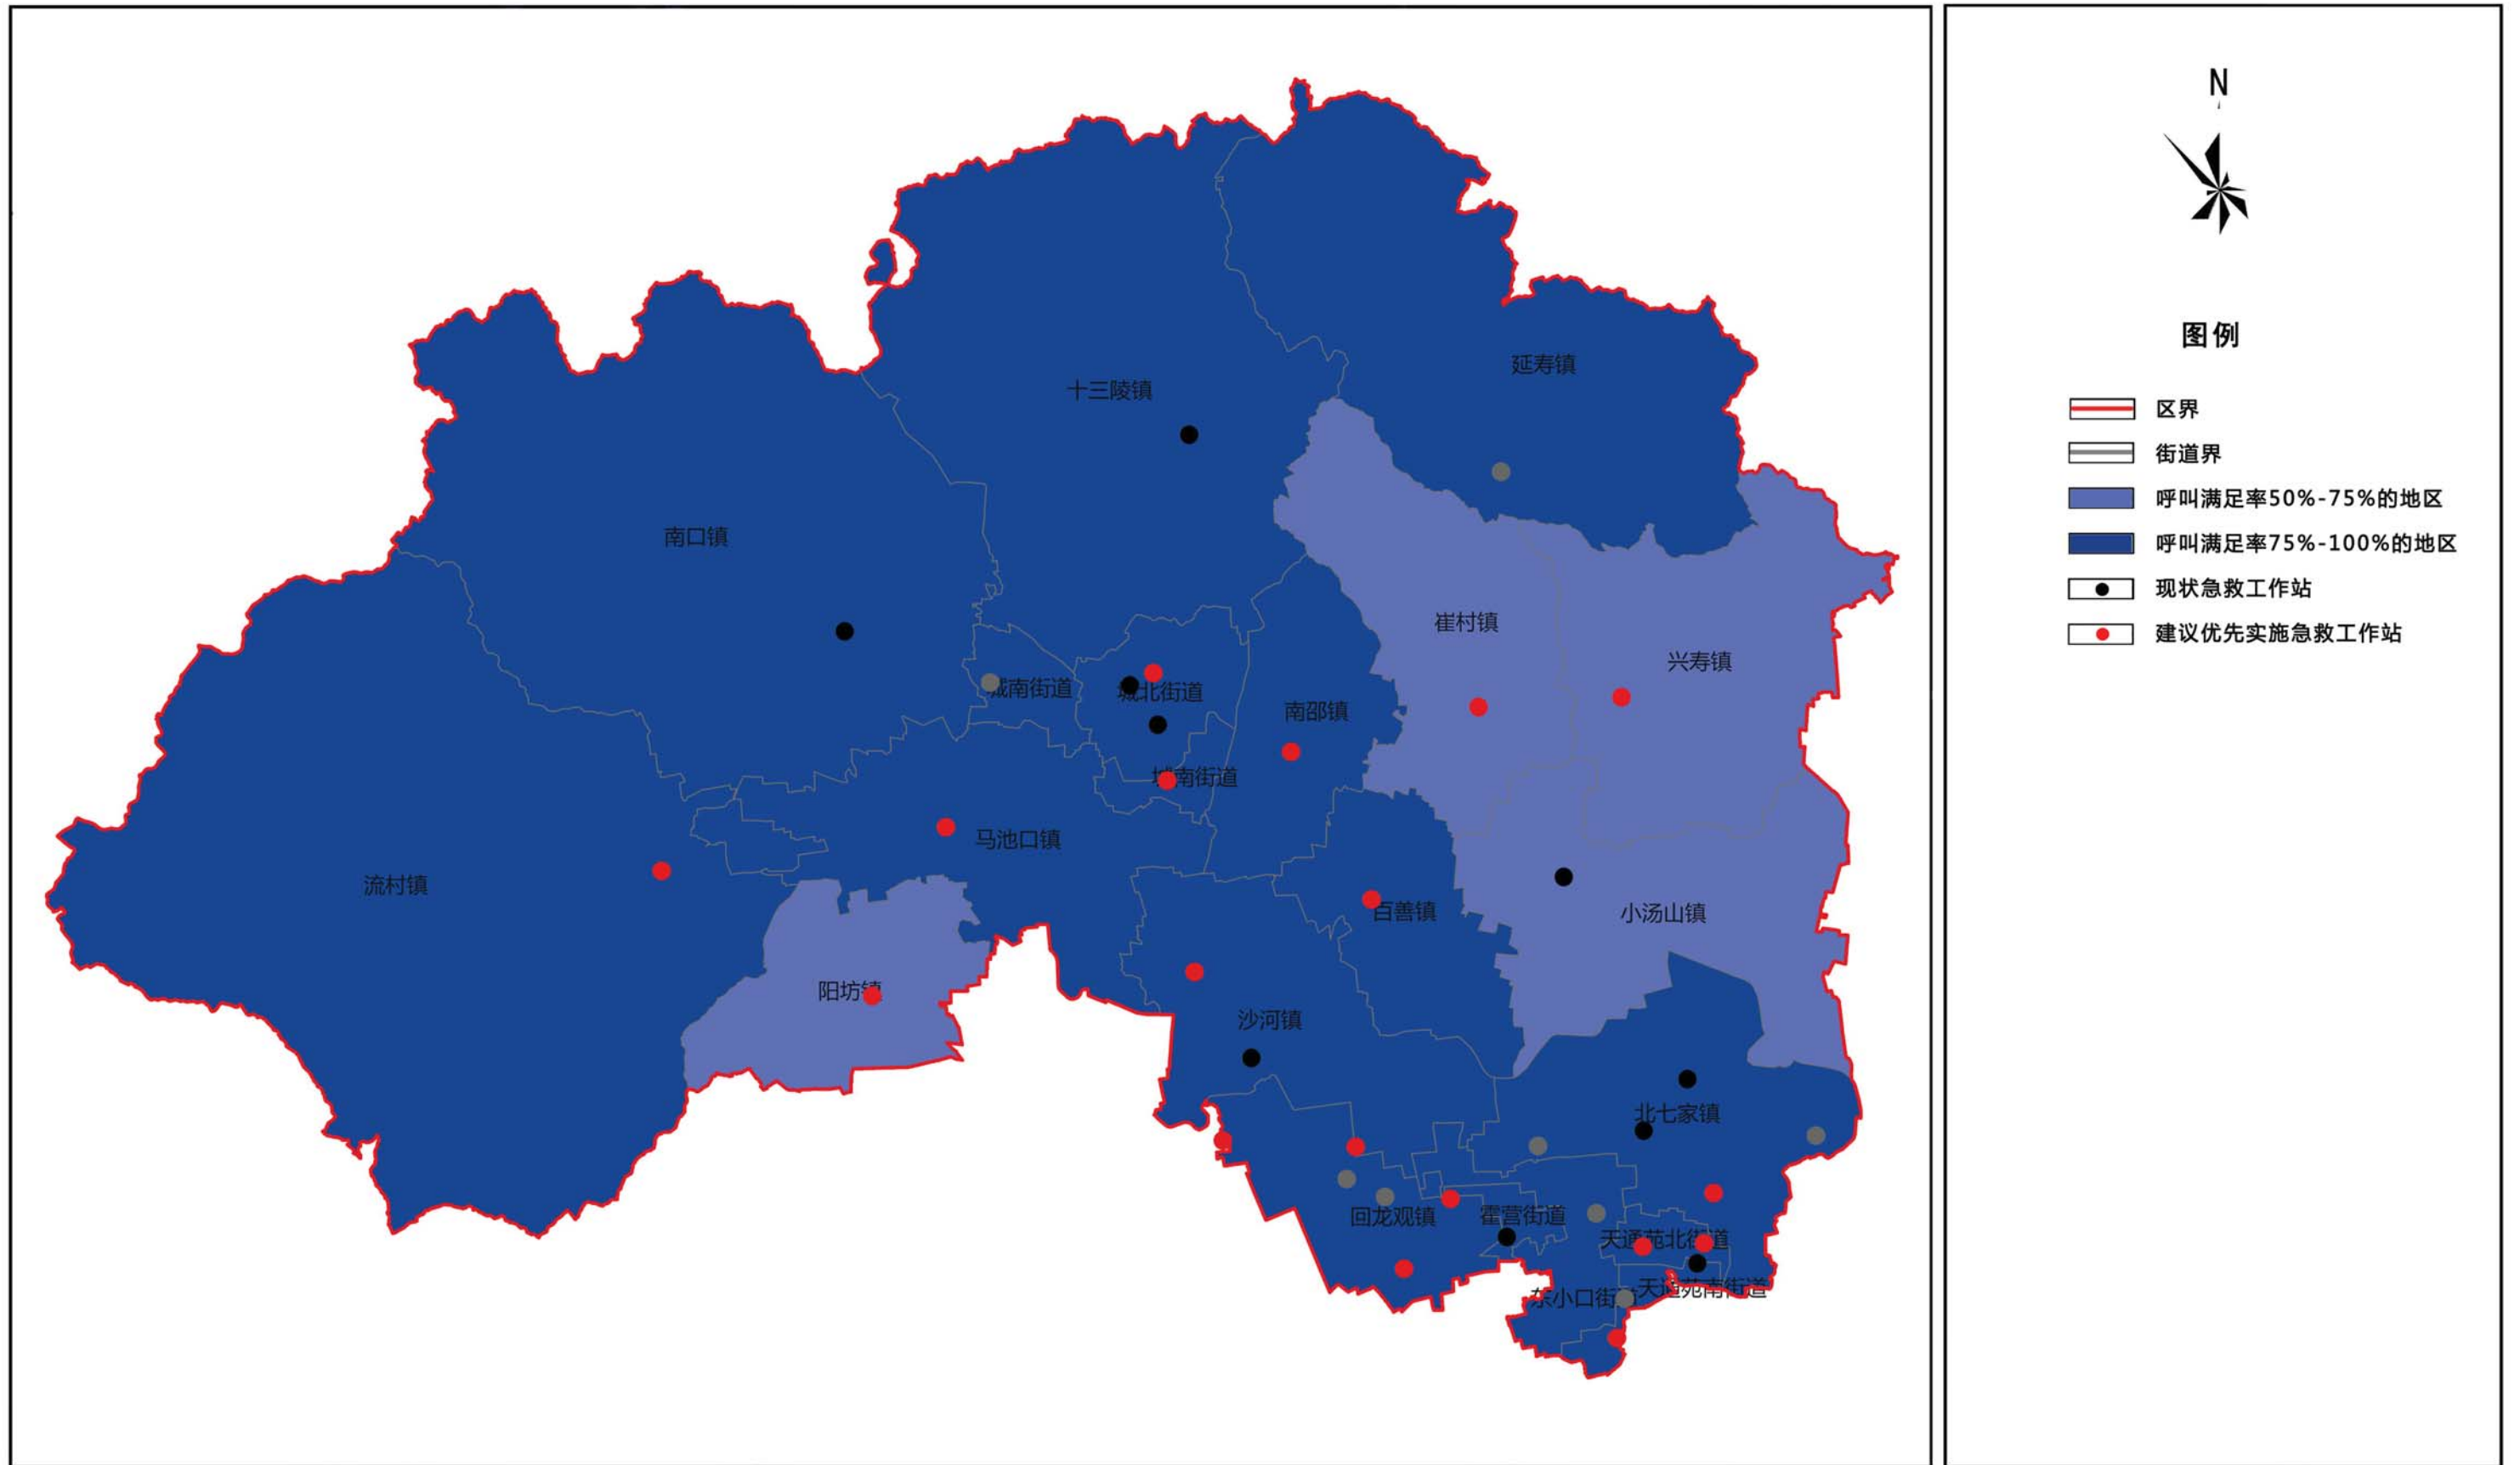 N
图例
区界
街道界
呼叫满足率50%-75%的地区
呼叫满足率75%-100%的地区
现状急救工作站
建议优先实施急救工作站
延寿镇
十三陵镇
南口镇
崔村镇
兴寿镇
城南街道
城北街道
南邵镇
城南街道
马池口镇
流村镇
百善镇
小汤山镇
阳坊镇
沙河镇
北七家镇
回龙观镇
霍营街道
天通苑北街道
天通苑南街道
东小口街